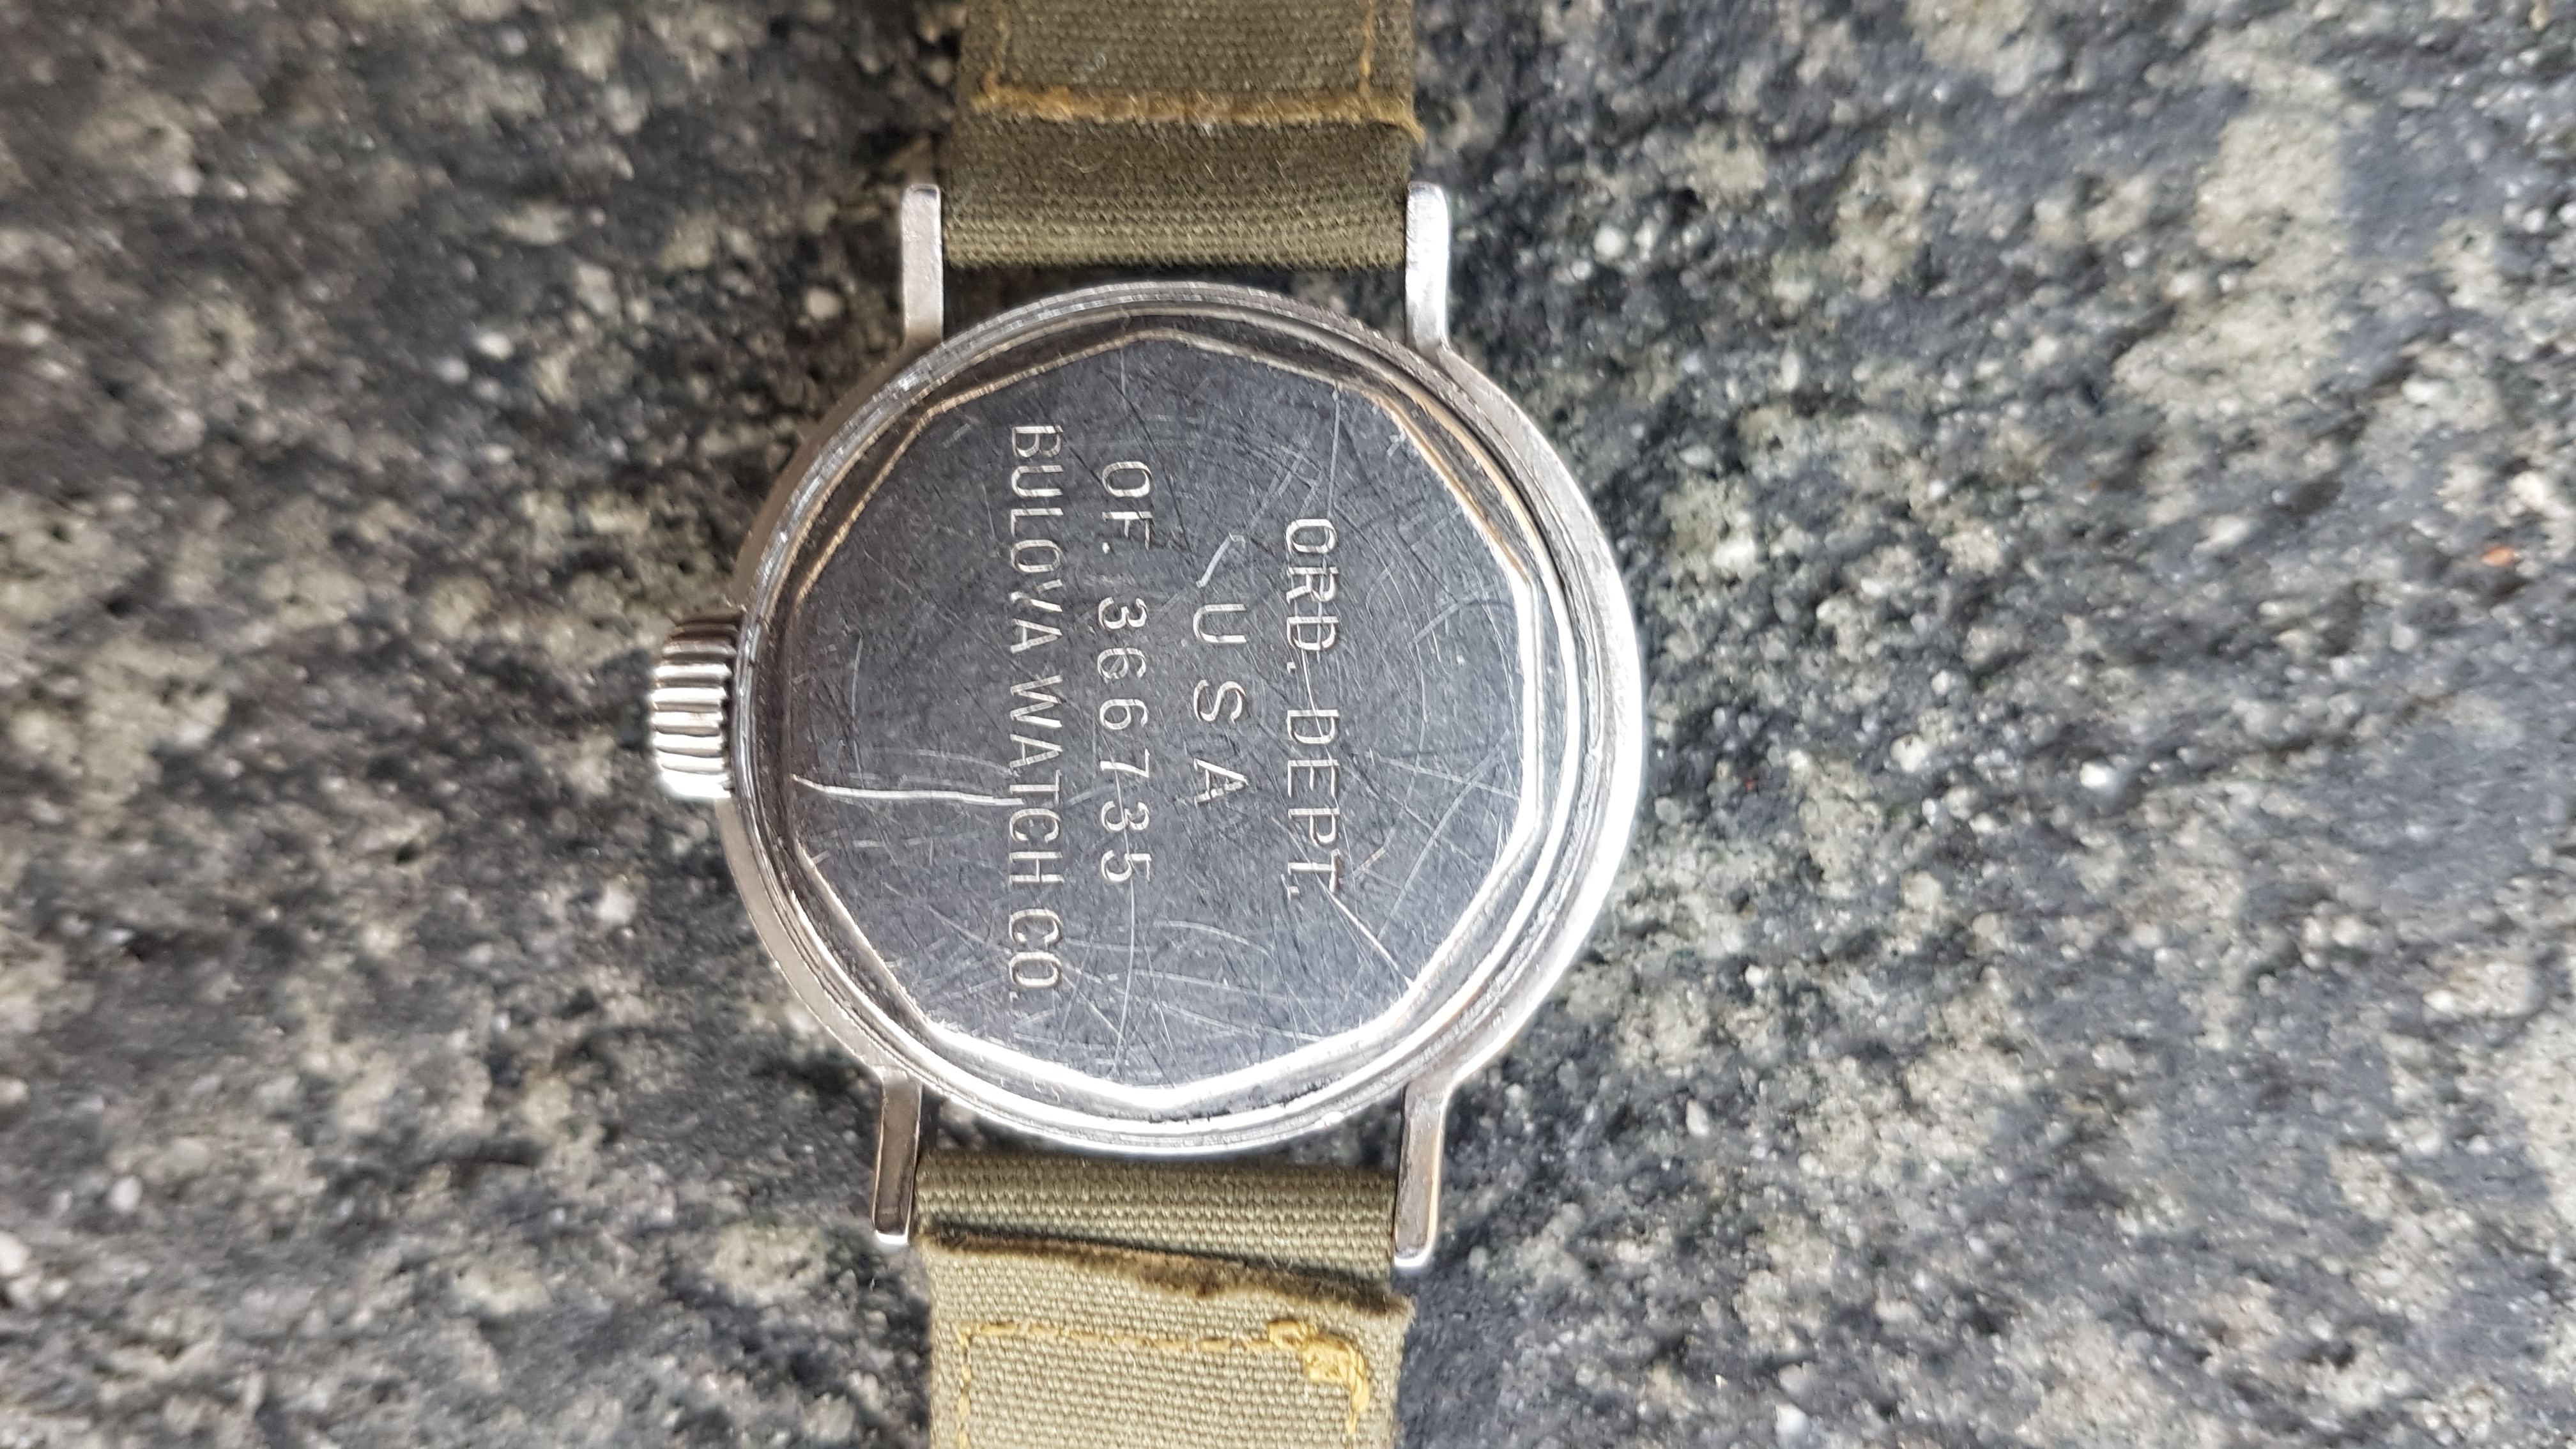 ORD. DEPT.
U S A
OF. 366735
BULOVA WATCH CO.